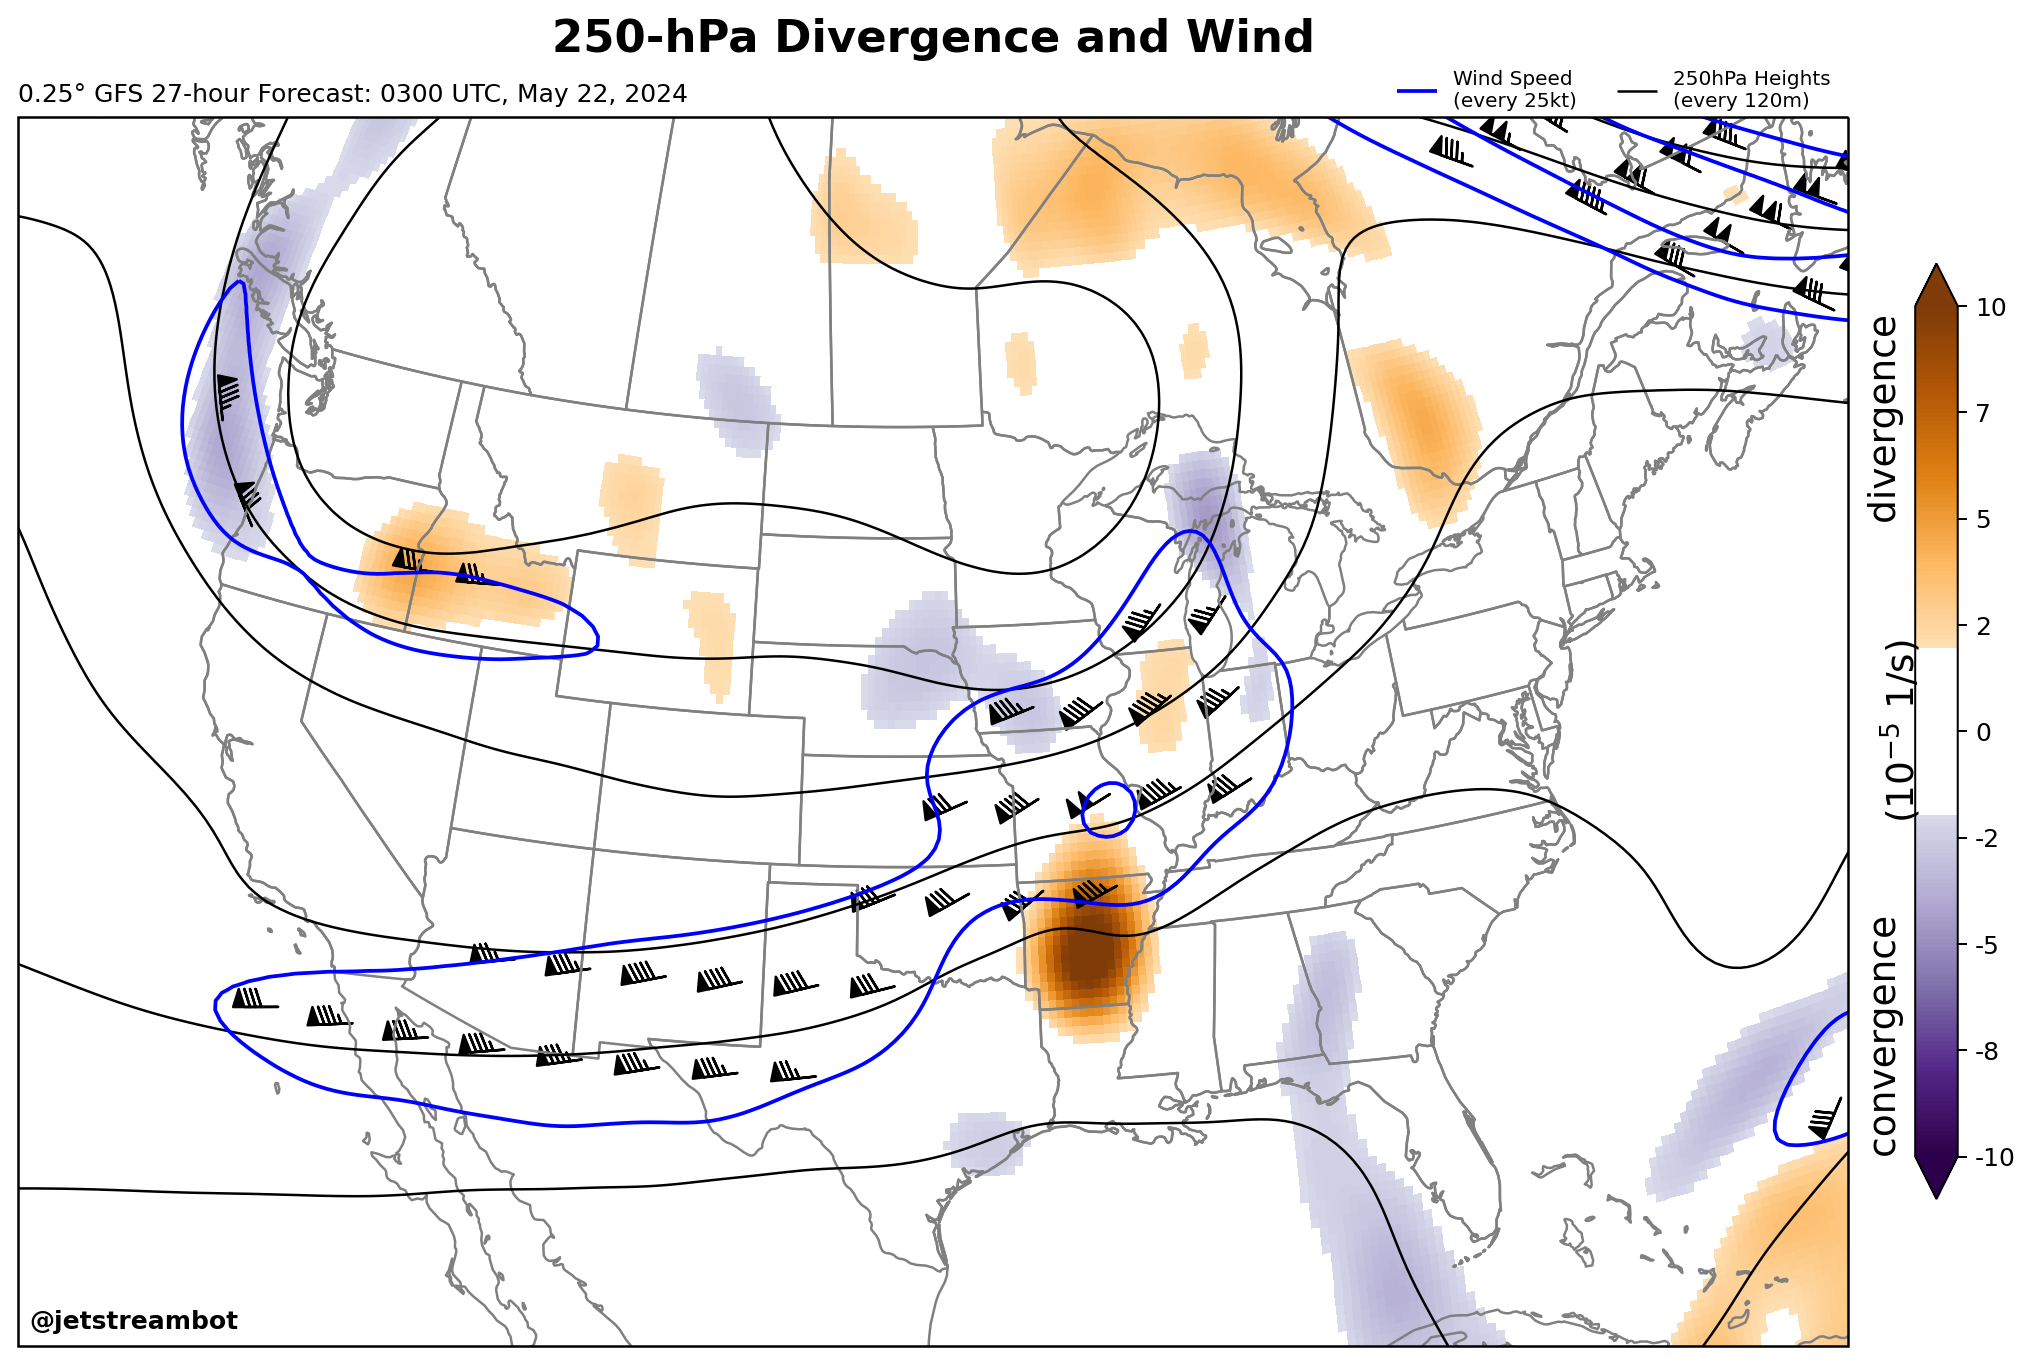 250-hPa Divergence and Wind
0.25° GFS 27-hour Forecast: 0300 UTC, May 22, 2024
Wind Speed
(every 25kt)
250hPa Heights
(every 120m)
10
7
5
2
0
-2
-5
-8
-10
convergence (10⁻⁵ 1/s) divergence
@jetstreambot